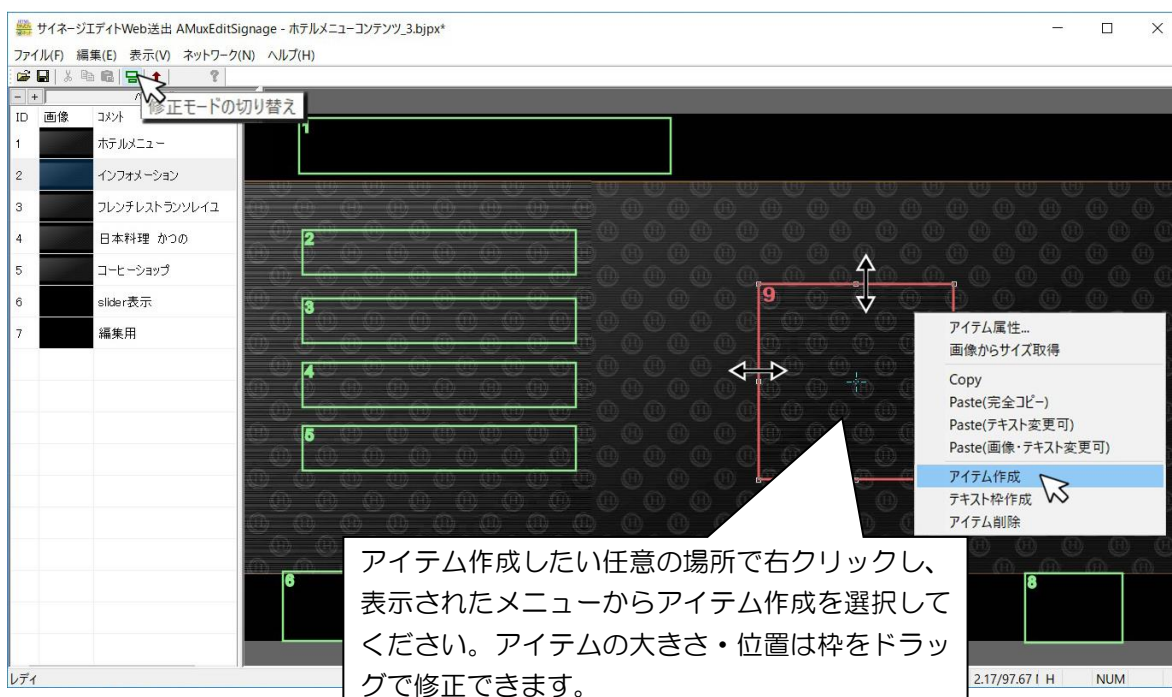 サイネージエディトWeb送出 AMuxEditSignage - ホテルメニューコンテンツ_3.bjpx*
ファイル(F) 編集(E) 表示(V) ネットワーク(N) ヘルプ(H)
修正モードの切り替え
ID 画像 コメント
1 ホテルメニュー
2 インフォメーション
3 フレンチレストランソレイユ
4 日本料理 かつの
5 コーヒーショップ
6 slider表示
7 編集用
1
2
3
4
5
6
8
9
アイテム属性...
画像からサイズ取得
Copy
Paste(完全コピー)
Paste(テキスト変更可)
Paste(画像・テキスト変更可)
アイテム作成
テキスト枠作成
アイテム削除
アイテム作成したい任意の場所で右クリックし、
表示されたメニューからアイテム作成を選択して
ください。アイテムの大きさ・位置は枠をドラッ
グで修正できます。
レディ
2.17/97.67 H NUM